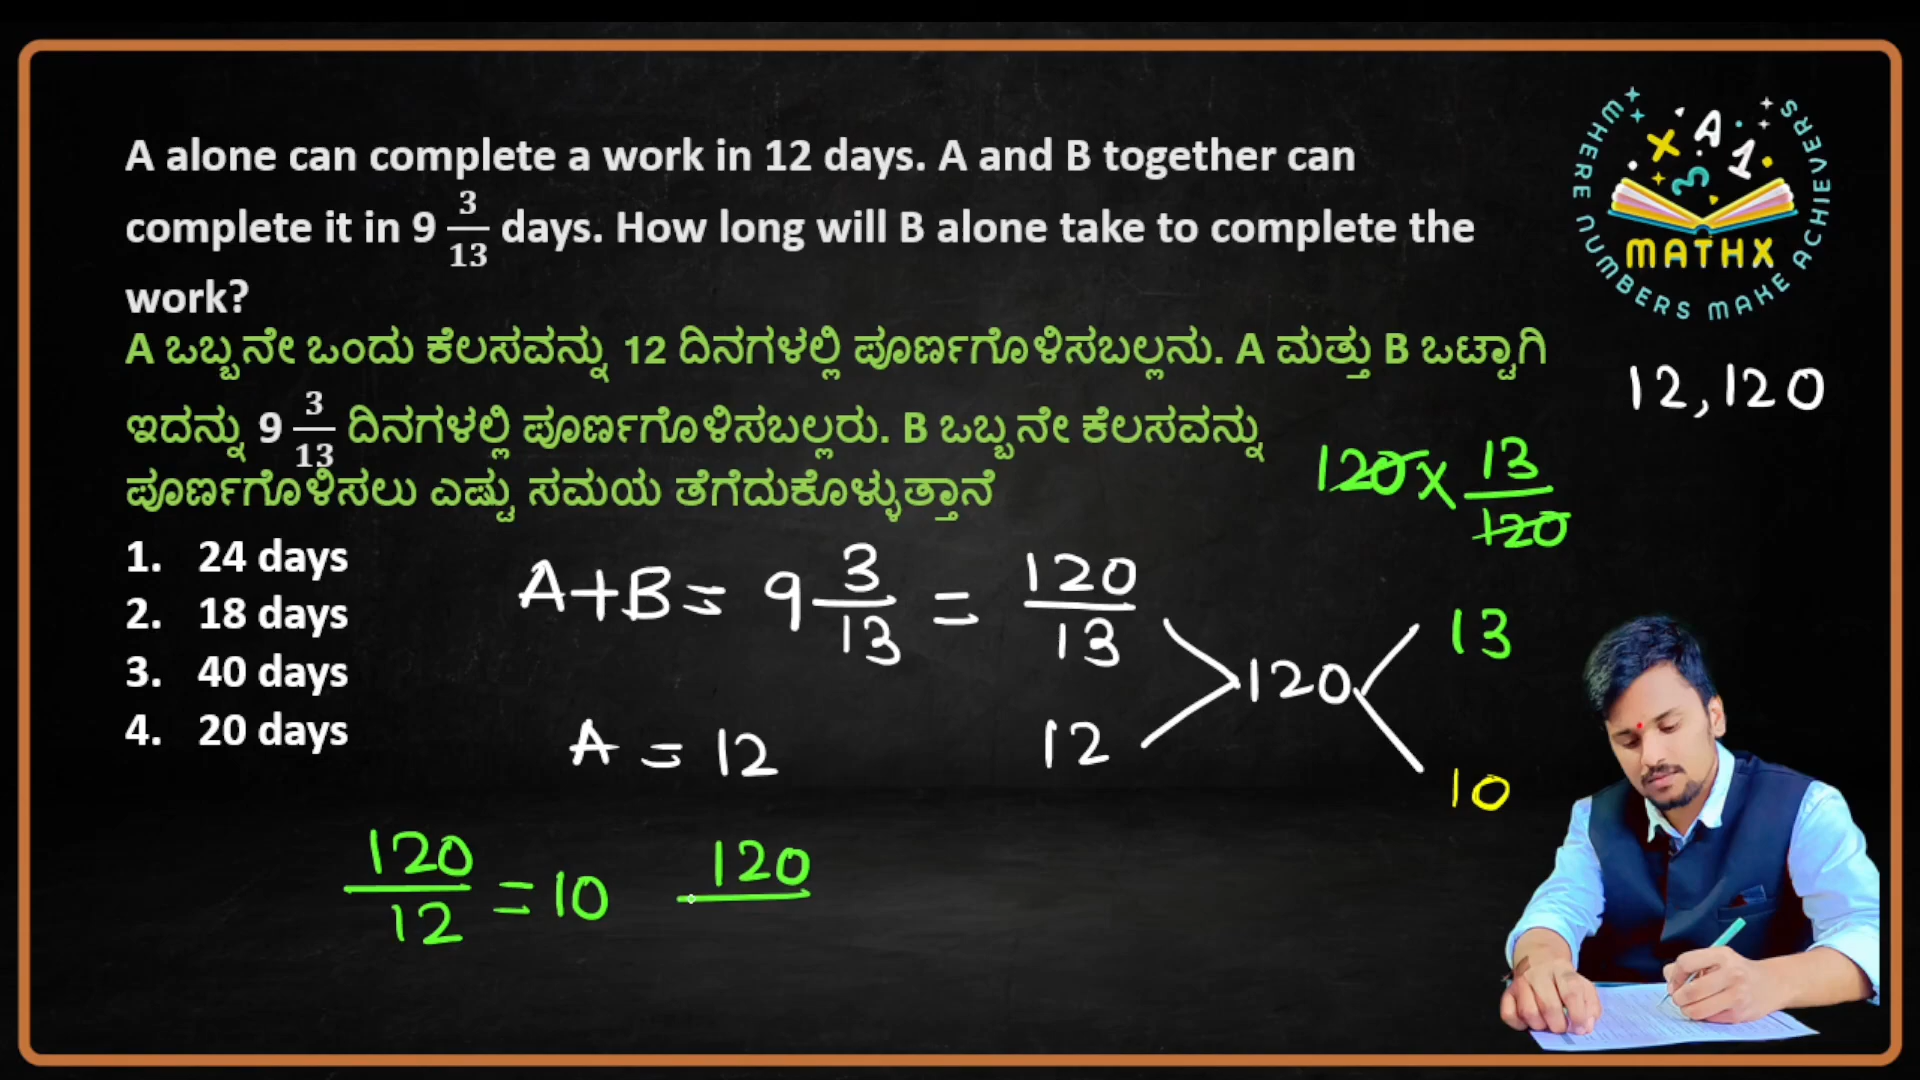 A alone can complete a work in 12 days. A and B together can
complete it in 9 3/13 days. How long will B alone take to complete the
work?
A ಒಬ್ಬನೇ ಒಂದು ಕೆಲಸವನ್ನು 12 ದಿನಗಳಲ್ಲಿ ಪೂರ್ಣಗೊಳಿಸಬಲ್ಲನು. A ಮತ್ತು B ಒಟ್ಟಾಗಿ
ಇದನ್ನು 9 3/13 ದಿನಗಳಲ್ಲಿ ಪೂರ್ಣಗೊಳಿಸಬಲ್ಲರು. B ಒಬ್ಬನೇ ಕೆಲಸವನ್ನು
ಪೂರ್ಣಗೊಳಿಸಲು ಎಷ್ಟು ಸಮಯ ತೆಗೆದುಕೊಳ್ಳುತ್ತಾನೆ
1. 24 days
2. 18 days
3. 40 days
4. 20 days
WHERE NUMBERS MAKE ACHIEVERS
MATHX
12, 120
120 x 13/120
A+B = 9 3/13 = 120/13
A = 12
12
120
13
10
120/12 = 10
120